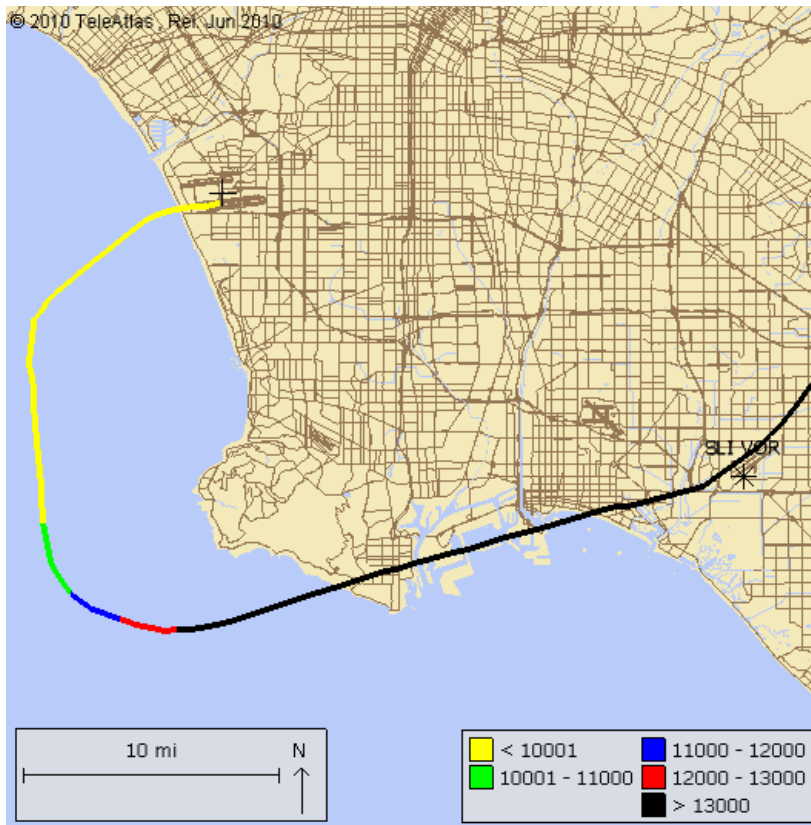 © 2010 TeleAtlas , Rel. Jun 2010
SLI VOR
10 mi
N
< 10001
10001 - 11000
11000 - 12000
12000 - 13000
> 13000